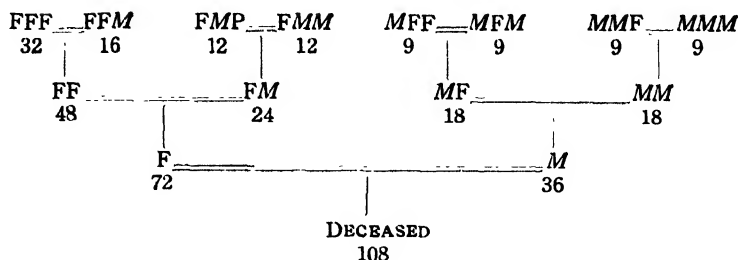 FFF FFM FMP FMM MFF MFM MMF MMM
32 16 12 12 9 9 9 9
FF FM MF MM
48 24 18 18
F M
72 36
DECEASED
108